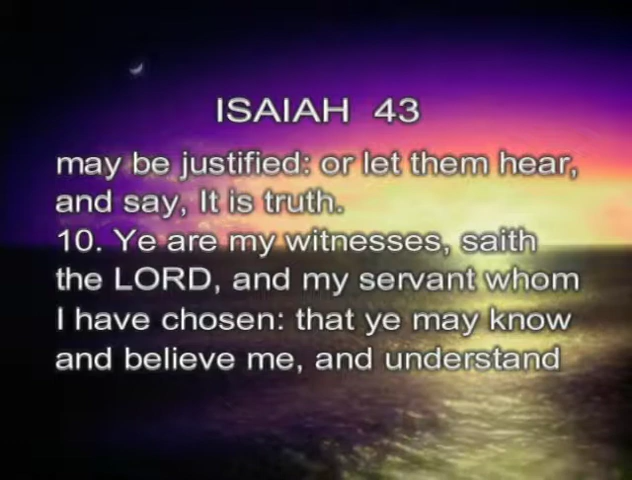 ISAIAH 43
may be justified: or let them hear,
and say, It is truth.
10. Ye are my witnesses, saith
the LORD, and my servant whom
I have chosen: that ye may know
and believe me, and understand